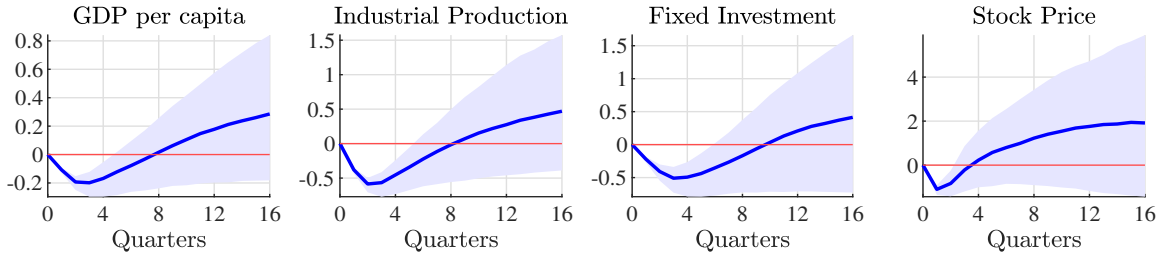 GDP per capita
0.8
0.6
0.4
0.2
0
-0.2
0 4 8 12 16
Quarters
Industrial Production
1.5
1
0.5
0
-0.5
0 4 8 12 16
Quarters
Fixed Investment
1.5
1
0.5
0
-0.5
0 4 8 12 16
Quarters
Stock Price
4
2
0
0 4 8 12 16
Quarters